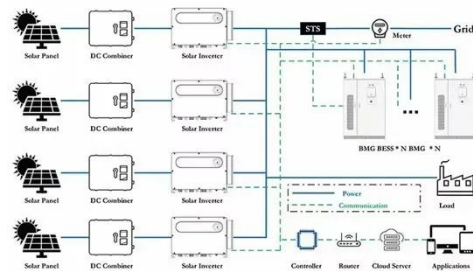 STS
Meter
Grid
Solar Panel
DC Combiner
Solar Inverter
Solar Panel
DC Combiner
Solar Inverter
BMG BESS * N BMG * N
Solar Panel
DC Combiner
Solar Inverter
Power
Communication
Load
Solar Panel
DC Combiner
Solar Inverter
Controller
Router
Cloud Server
Applications